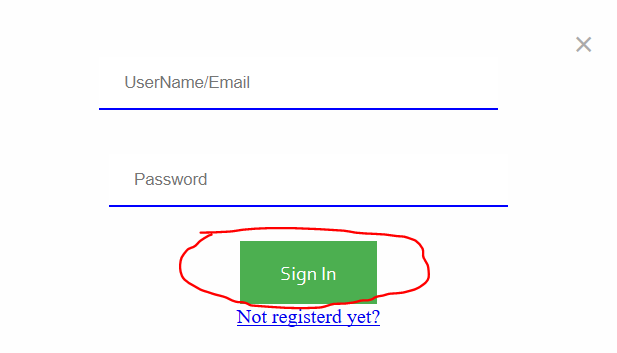 ×
UserName/Email
Password
Sign In
Not registerd yet?